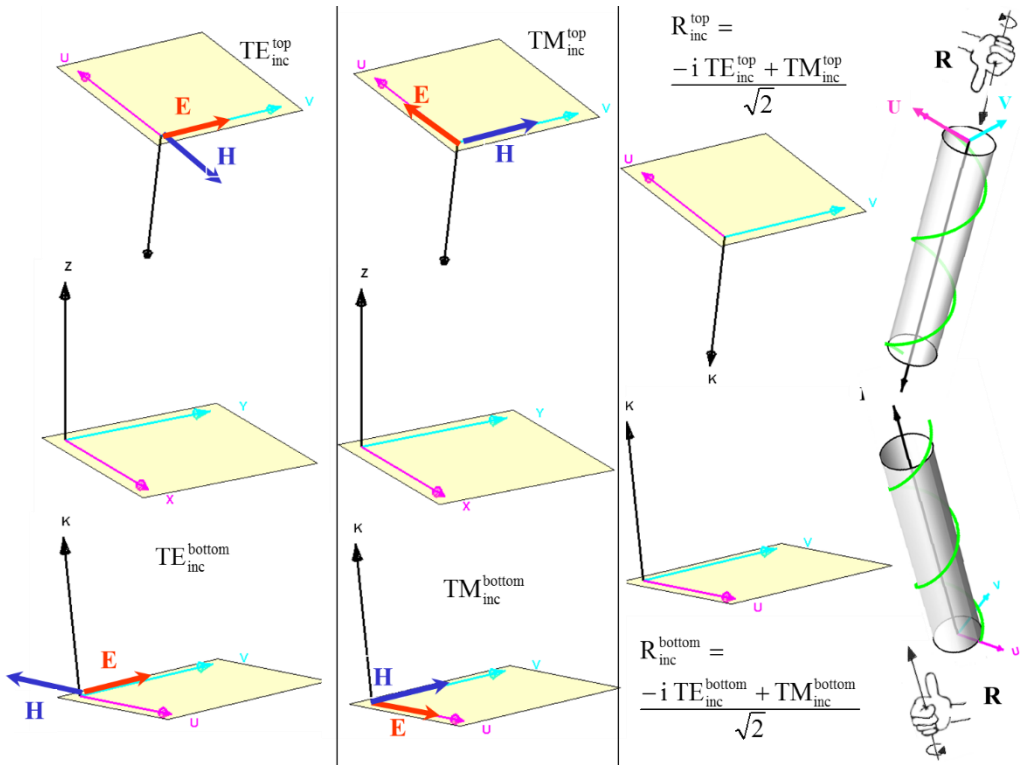 TE_inc^top
U
E
V
H
Z
Y
X
K
TE_inc^bottom
E
V
H
U
TM_inc^top
U
E
V
H
Z
Y
X
K
TM_inc^bottom
H
V
E
U
R_inc^top =
− i TE_inc^top + TM_inc^top
√2
R
U
V
U
V
K
K
V
U
V
U
R_inc^bottom =
− i TE_inc^bottom + TM_inc^bottom
√2
R